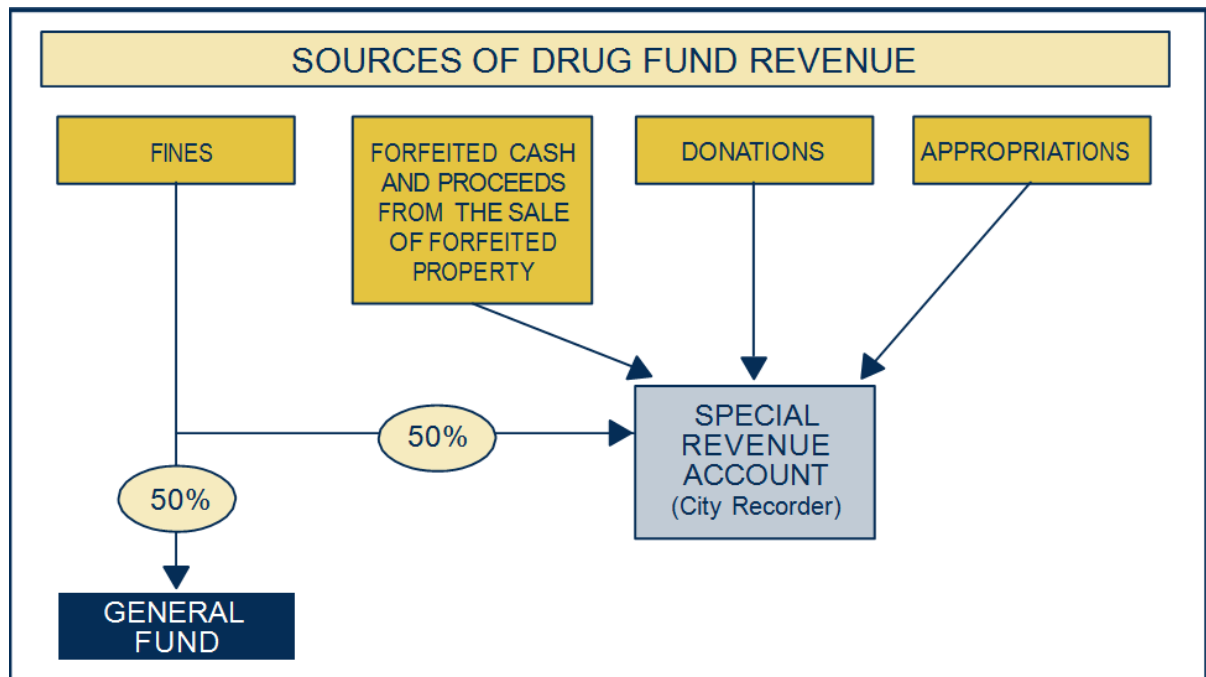 SOURCES OF DRUG FUND REVENUE
FINES
FORFEITED CASH
AND PROCEEDS
FROM THE SALE
OF FORFEITED
PROPERTY
DONATIONS
APPROPRIATIONS
50%
50%
SPECIAL
REVENUE
ACCOUNT
(City Recorder)
GENERAL
FUND